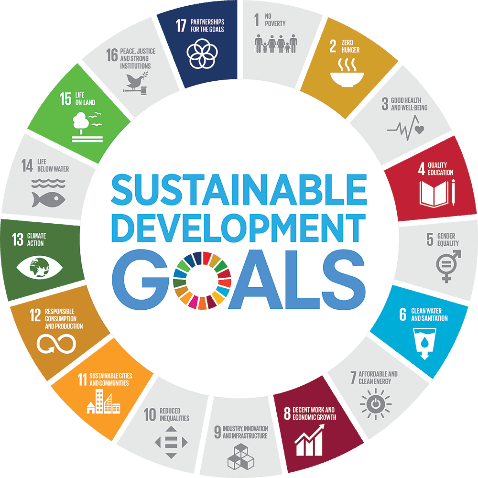 1 NO
POVERTY
2 ZERO
HUNGER
3 GOOD HEALTH
AND WELL-BEING
4 QUALITY
EDUCATION
5 GENDER
EQUALITY
6 CLEAN WATER
AND SANITATION
7 AFFORDABLE AND
CLEAN ENERGY
8 DECENT WORK AND
ECONOMIC GROWTH
9 INDUSTRY, INNOVATION
AND INFRASTRUCTURE
10 REDUCED
INEQUALITIES
11 SUSTAINABLE CITIES
AND COMMUNITIES
12 RESPONSIBLE
CONSUMPTION
AND PRODUCTION
13 CLIMATE
ACTION
14 LIFE
BELOW WATER
15 LIFE
ON LAND
16 PEACE, JUSTICE
AND STRONG
INSTITUTIONS
17 PARTNERSHIPS
FOR THE GOALS
SUSTAINABLE
DEVELOPMENT
GOALS